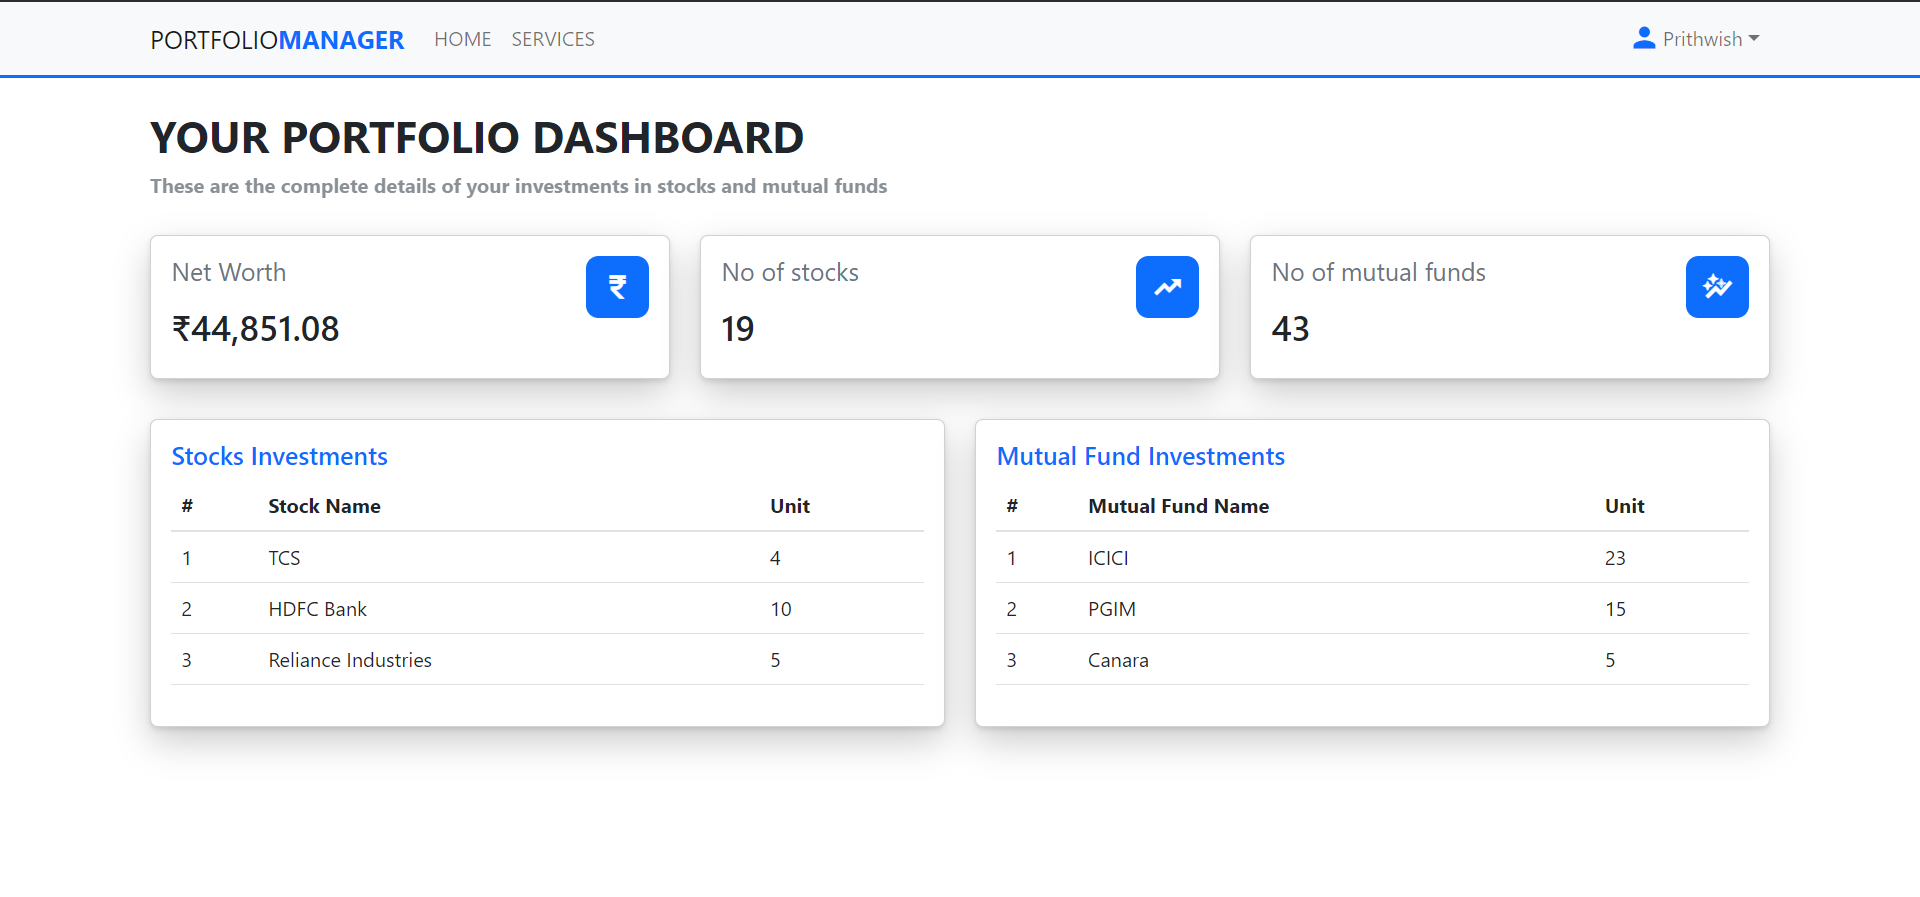 PORTFOLIOMANAGER HOME SERVICES Prithwish
YOUR PORTFOLIO DASHBOARD
These are the complete details of your investments in stocks and mutual funds
Net Worth
₹
₹44,851.08
No of stocks
19
No of mutual funds
43
Stocks Investments
# Stock Name Unit
1 TCS 4
2 HDFC Bank 10
3 Reliance Industries 5
Mutual Fund Investments
# Mutual Fund Name Unit
1 ICICI 23
2 PGIM 15
3 Canara 5